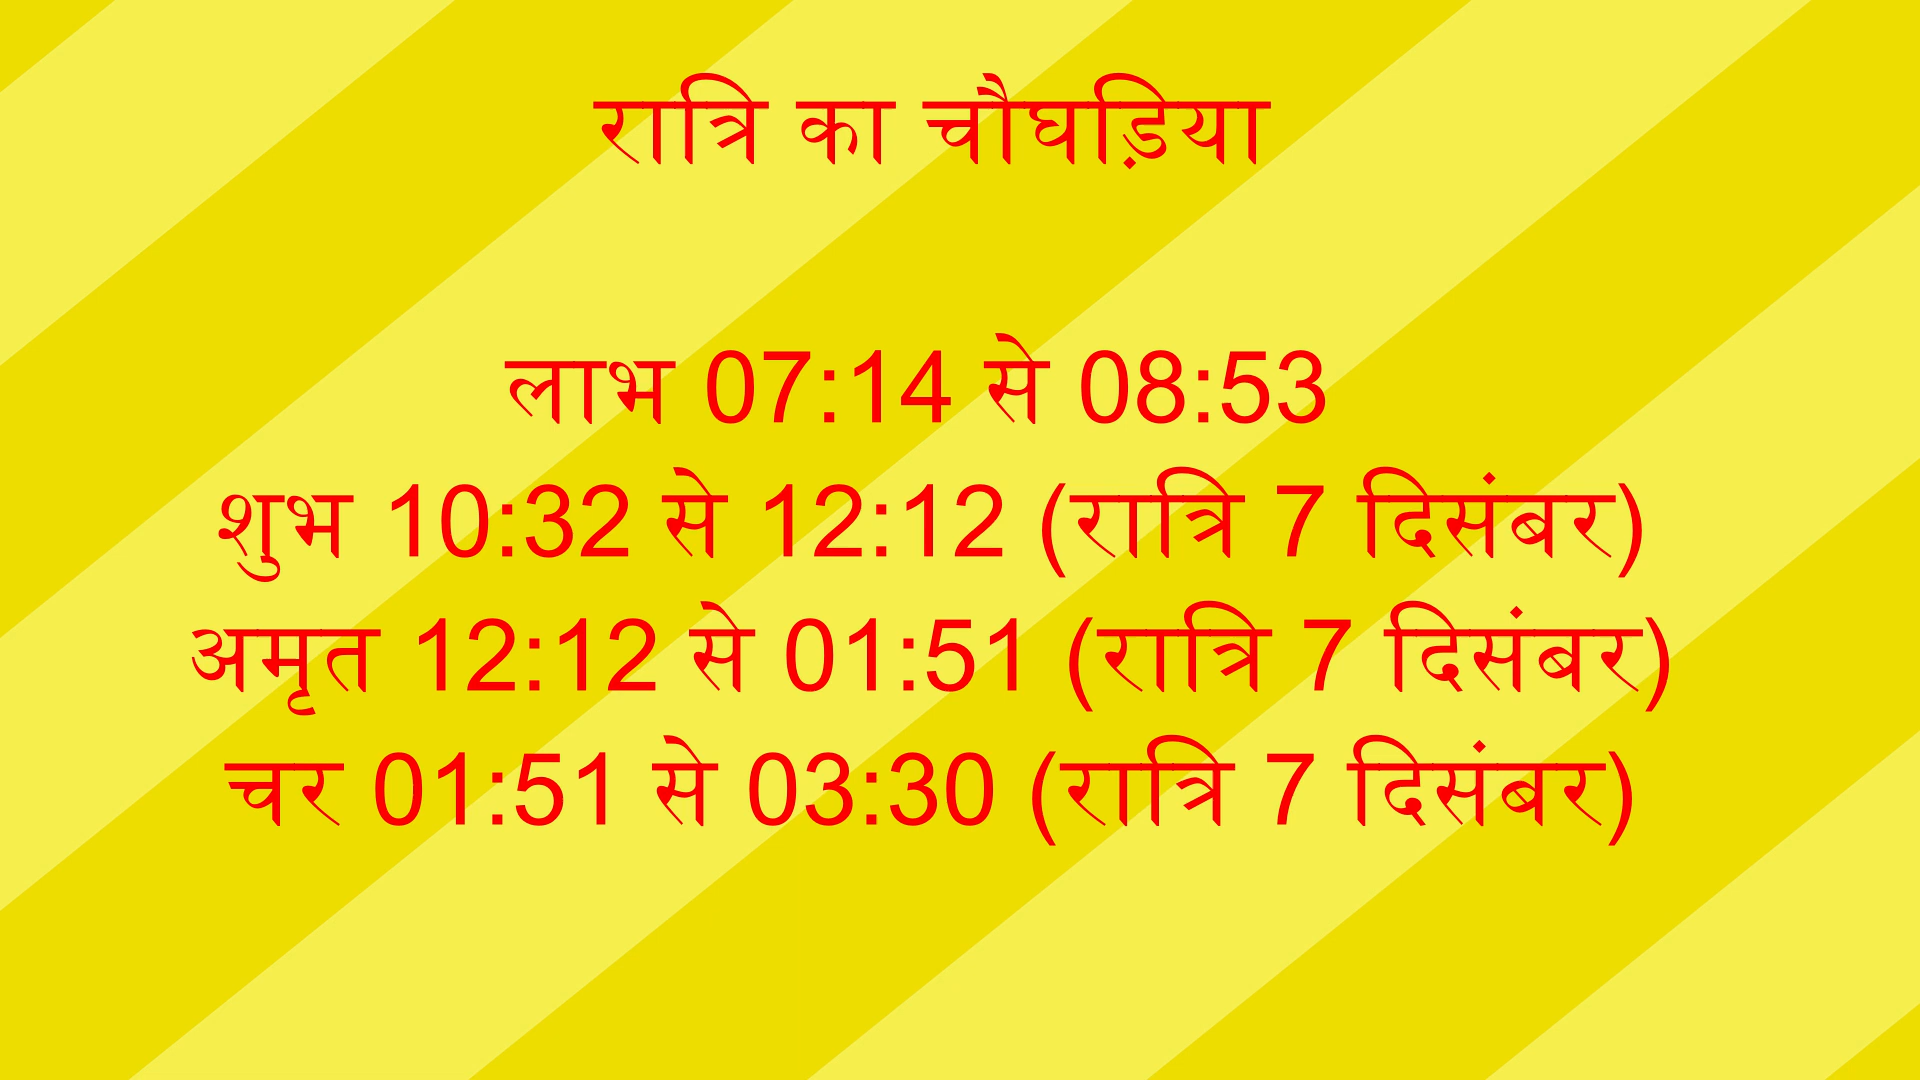 रात्रि का चौघड़िया
लाभ 07:14 से 08:53
शुभ 10:32 से 12:12 (रात्रि 7 दिसंबर)
अमृत 12:12 से 01:51 (रात्रि 7 दिसंबर)
चर 01:51 से 03:30 (रात्रि 7 दिसंबर)